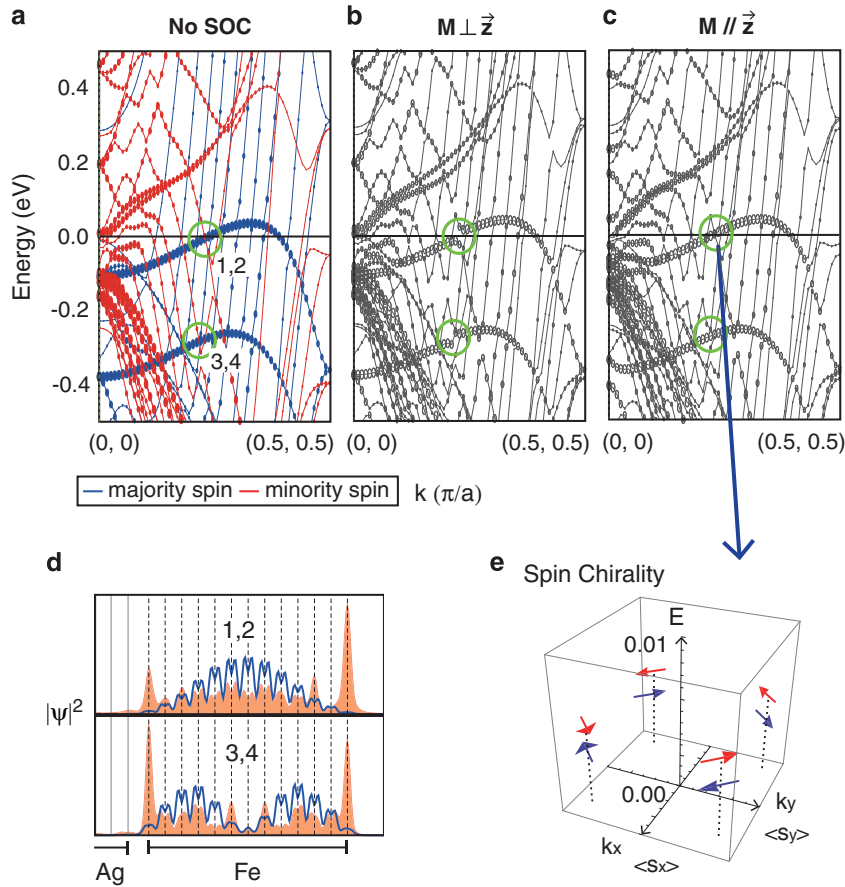 a
No SOC
b
M ⊥ z⃗
c
M // z⃗
Energy (eV)
0.4
0.2
0.0
-0.2
-0.4
1,2
3,4
(0, 0)
(0.5, 0.5)
(0, 0)
(0.5, 0.5)
(0, 0)
(0.5, 0.5)
majority spin
minority spin
k (π/a)
d
|ψ|²
1,2
3,4
Ag
Fe
e
Spin Chirality
E
0.01
0.00
kx
<sx>
ky
<sy>